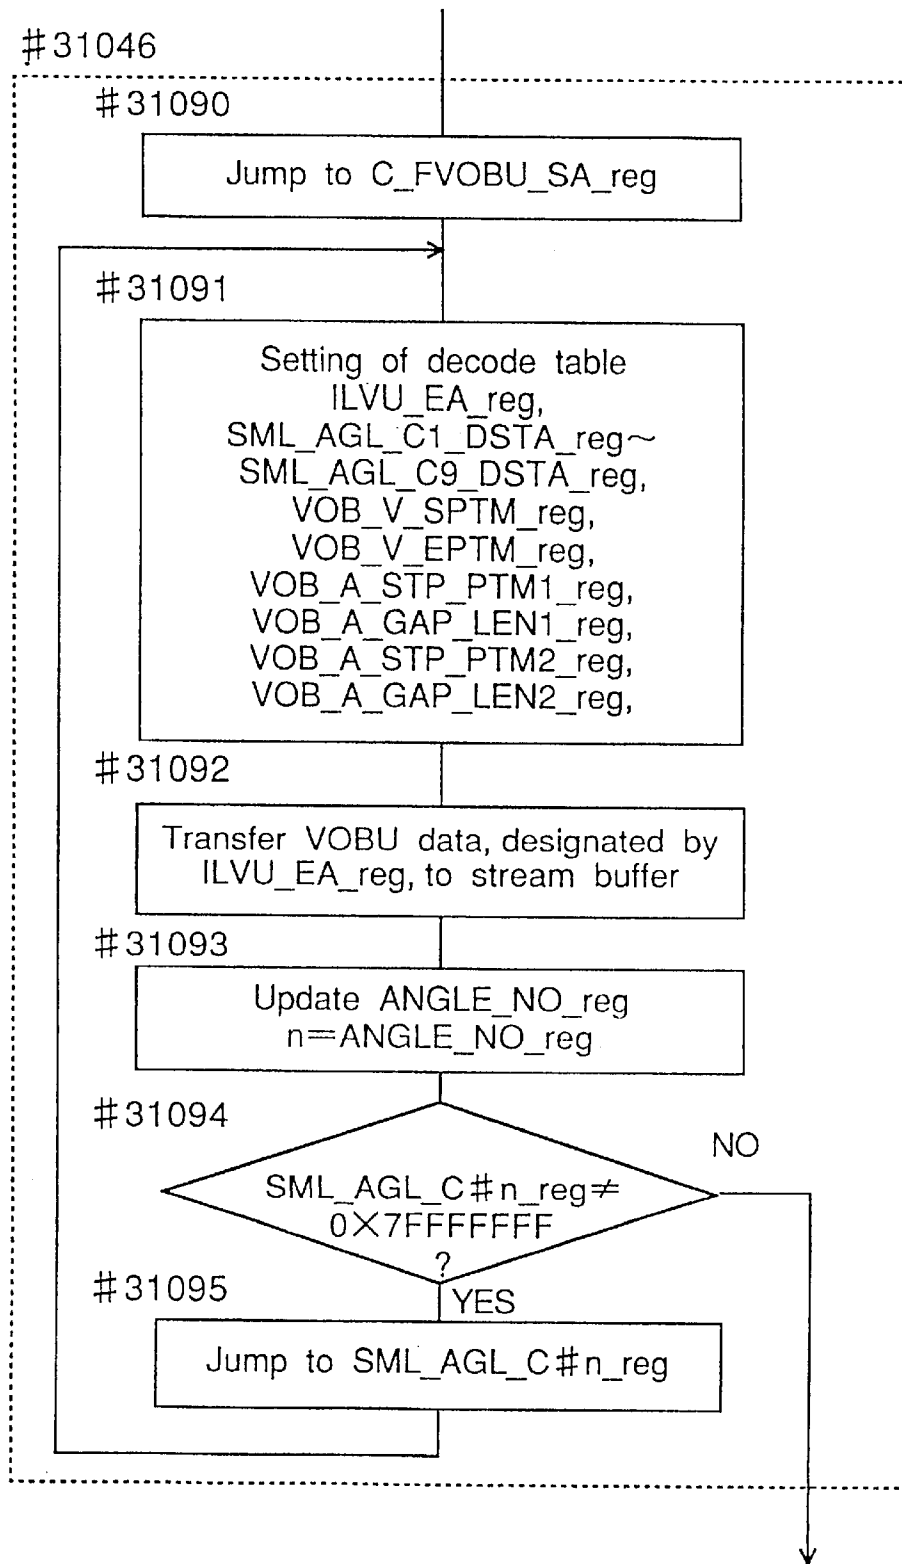 #31046
#31090
Jump to C_FVOBU_SA_reg
#31091
Setting of decode table
ILVU_EA_reg,
SML_AGL_C1_DSTA_reg~
SML_AGL_C9_DSTA_reg,
VOB_V_SPTM_reg,
VOB_V_EPTM_reg,
VOB_A_STP_PTM1_reg,
VOB_A_GAP_LEN1_reg,
VOB_A_STP_PTM2_reg,
VOB_A_GAP_LEN2_reg,
#31092
Transfer VOBU data, designated by
ILVU_EA_reg, to stream buffer
#31093
Update ANGLE_NO_reg
n=ANGLE_NO_reg
#31094
NO
SML_AGL_C#n_reg≠
0X7FFFFFFF
?
#31095
YES
Jump to SML_AGL_C#n_reg